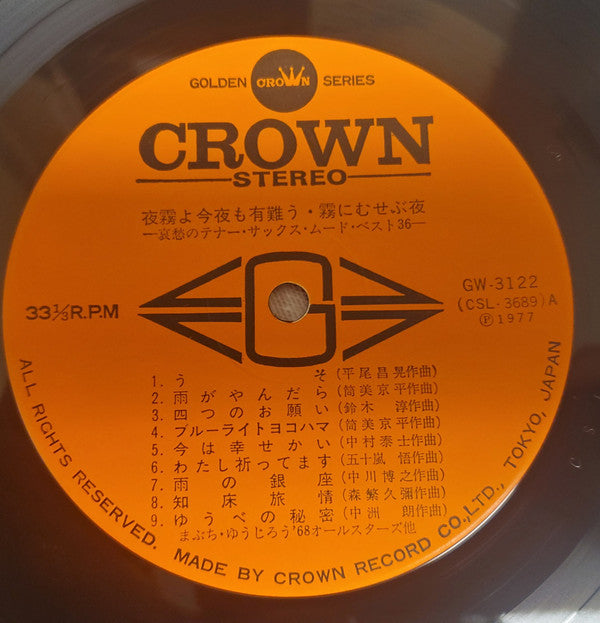 GOLDEN CROWN SERIES
CROWN
STEREO
夜霧よ今夜も有難う・霧にむせぶ夜
—哀愁のテナー・サックス・ムード・ベスト36—
33⅓R.P.M
G
GW-3122
(CSL-3689)A
Ⓟ1977
1. うそ (平尾昌晃作曲)
2. 雨がやんだら (筒美京平作曲)
3. 四つのお願い (鈴木淳作曲)
4. ブルーライトヨコハマ (筒美京平作曲)
5. 今は幸せかい (中村泰士作曲)
6. わたし祈ってます (五十嵐悟作曲)
7. 雨の銀座 (中川博之作曲)
8. 知床旅情 (森繁久彌作曲)
9. ゆうべの秘密 (中洲朗作曲)
まぶち・ゆうじろう'68オールスターズ他
ALL RIGHTS RESERVED. MADE BY CROWN RECORD CO.,LTD., TOKYO, JAPAN